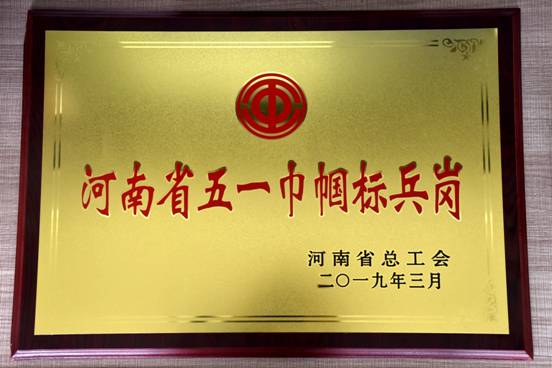 河南省五一巾帼标兵岗
河南省总工会
二〇一九年三月